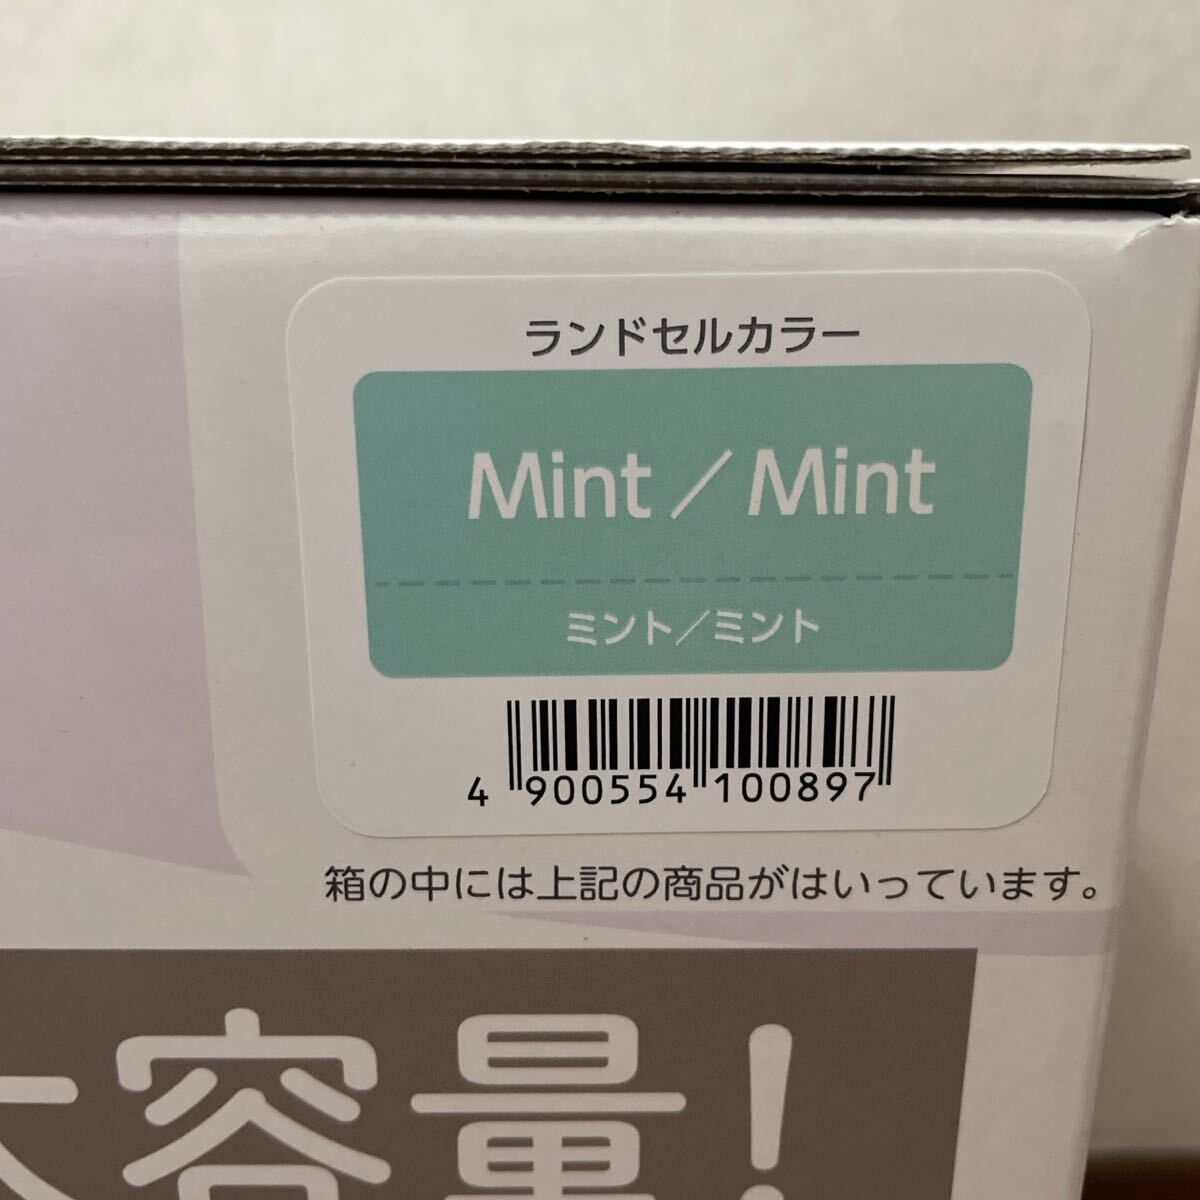 ランドセルカラー
Mint／Mint
ミント／ミント
4 900554 100897
箱の中には上記の商品がはいっています。
大容量！